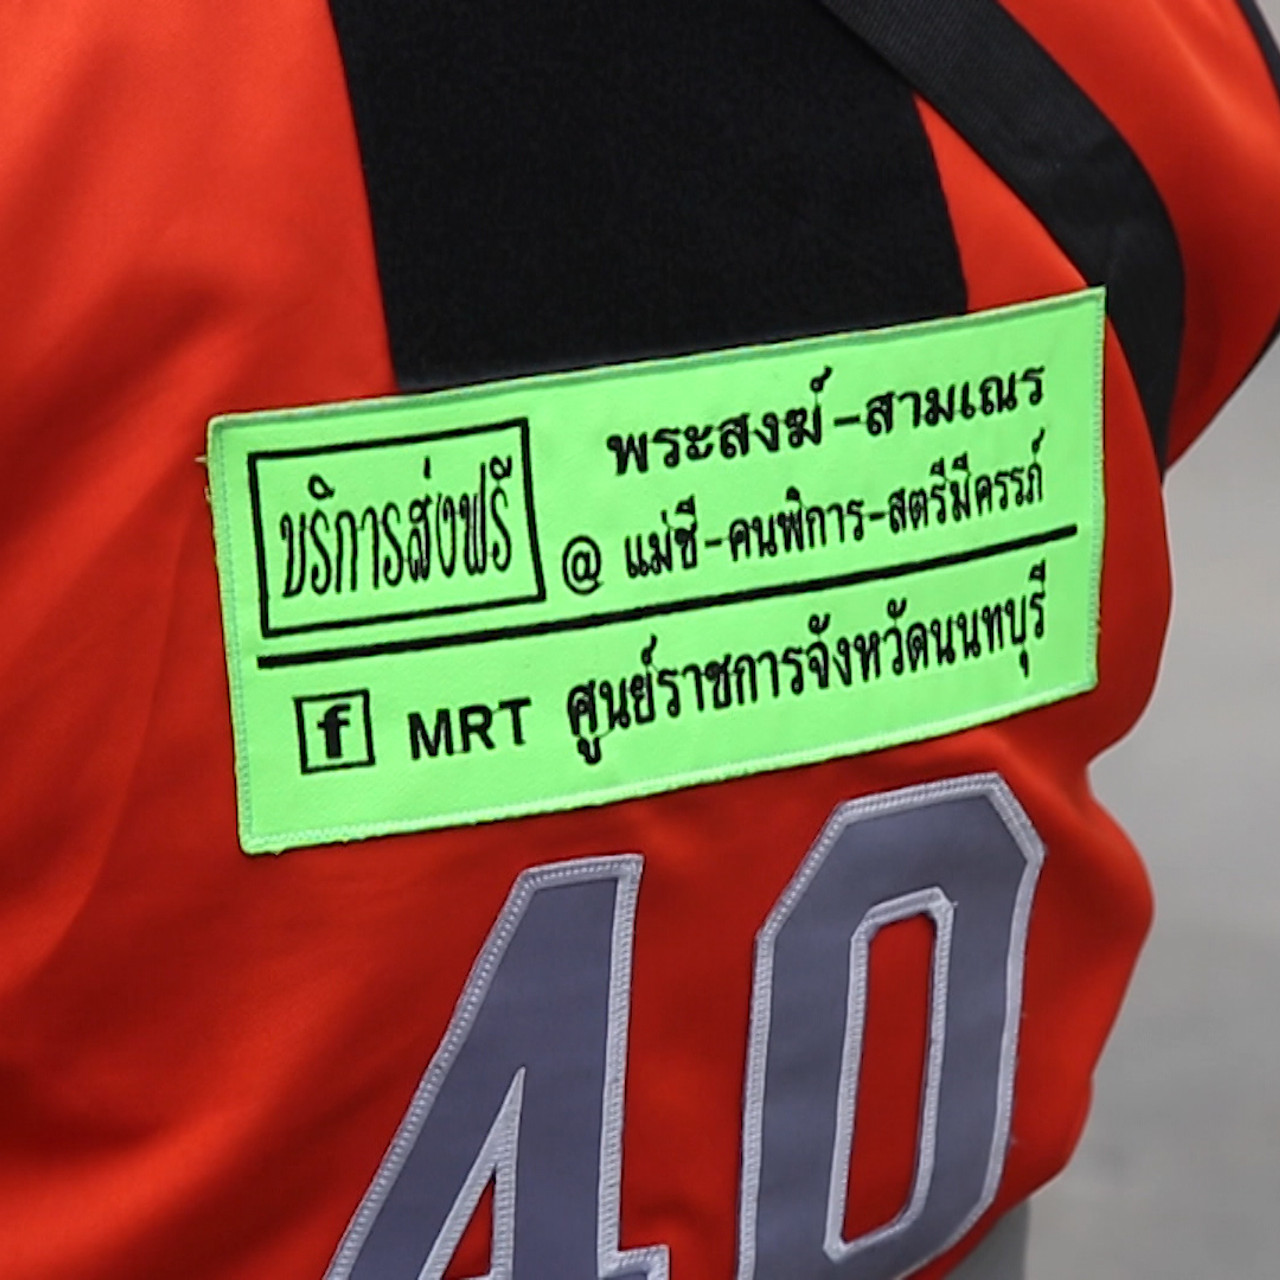 บริการส่งฟรี
พระสงฆ์-สามเณร
@ แม่ชี-คนพิการ-สตรีมีครรภ์
f MRT ศูนย์ราชการจังหวัดนนทบุรี
40